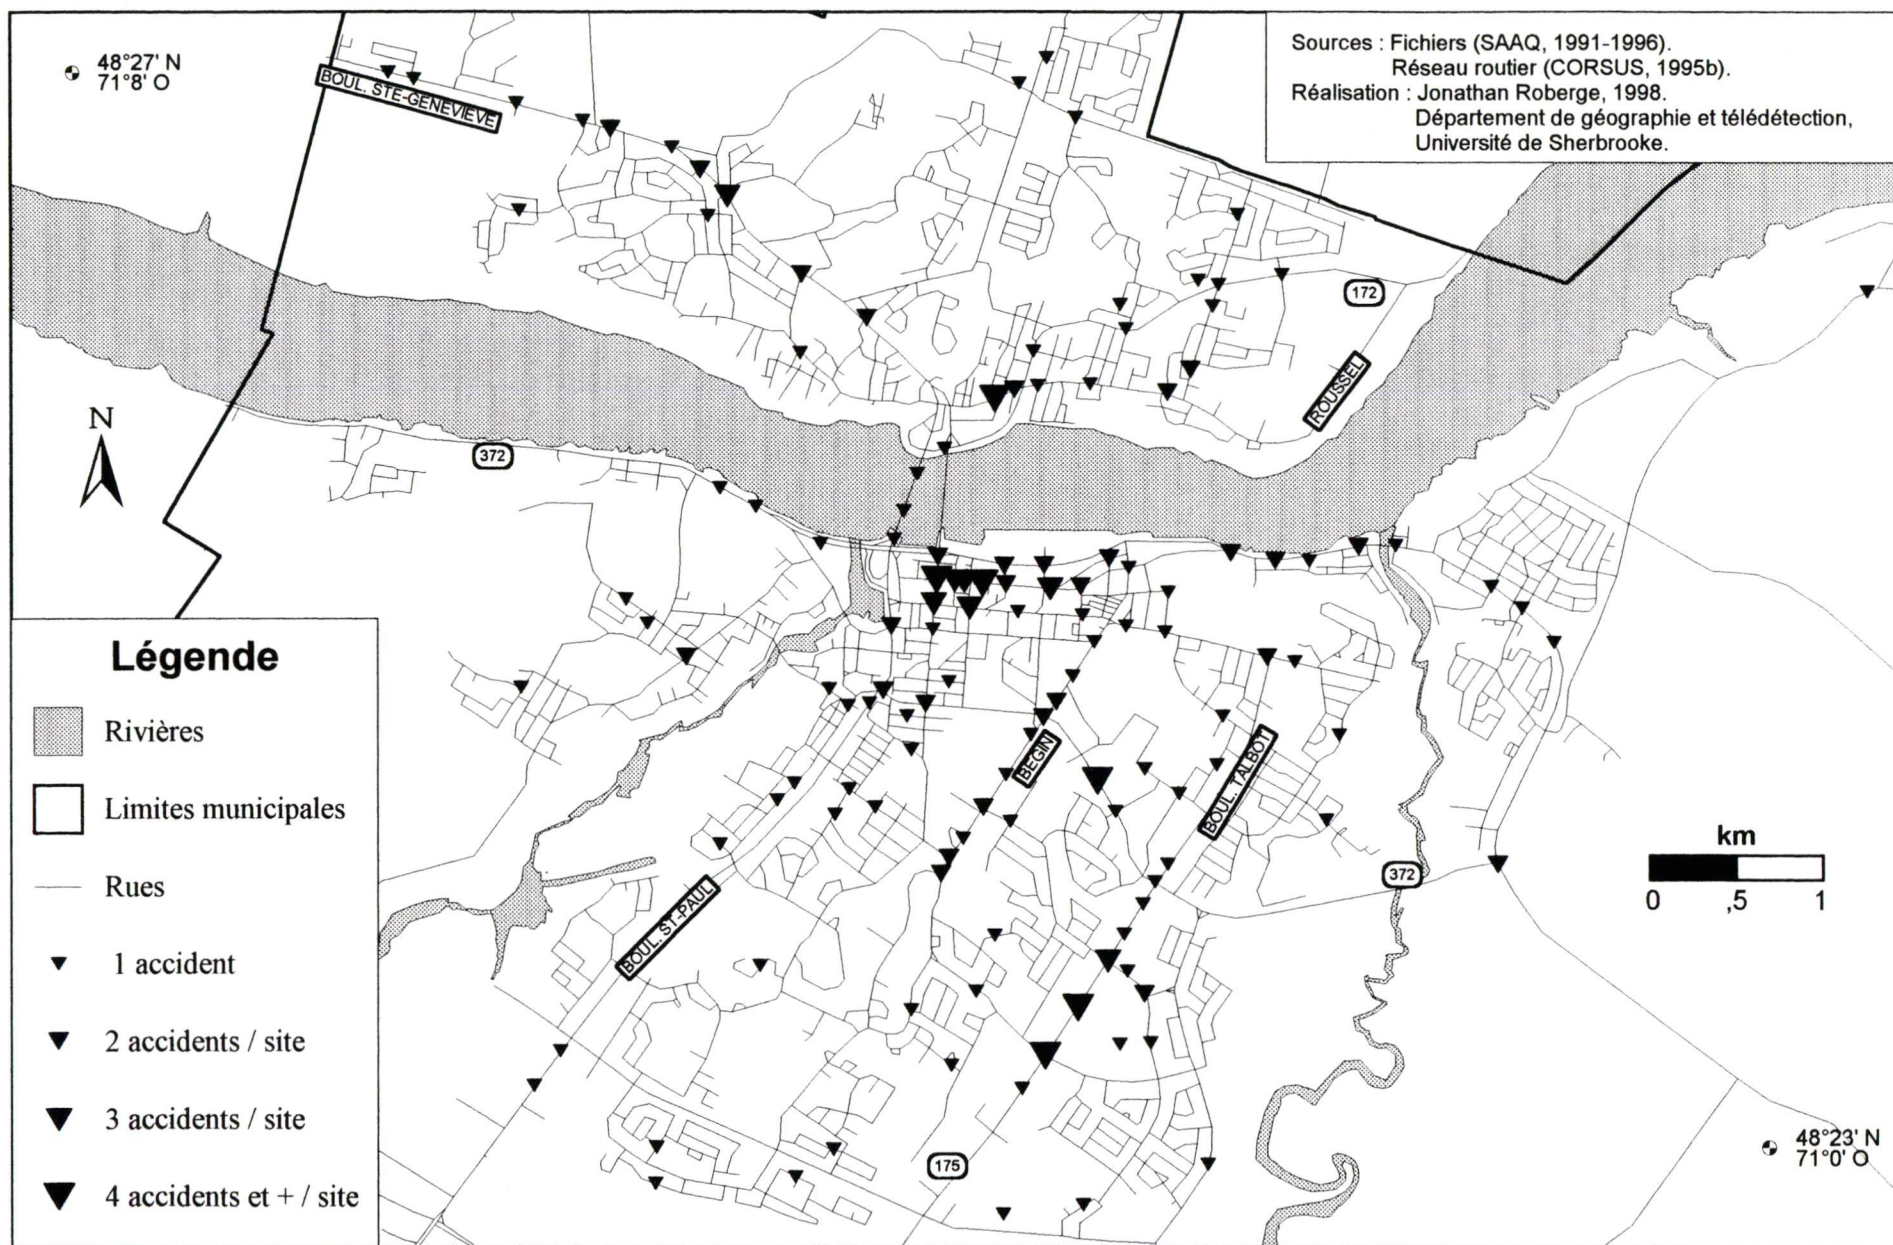 48°27' N
71°8' O
BOUL. STE-GENEVIEVE
Sources : Fichiers (SAAQ, 1991-1996).
Réseau routier (CORSUS, 1995b).
Réalisation : Jonathan Roberge, 1998.
Département de géographie et télédétection,
Université de Sherbrooke.
172
ROUSSEL
N
372
BEGIN
BOUL. TALBOT
BOUL. ST-PAUL
372
km
0 ,5 1
175
48°23' N
71°0' O
Légende
Rivières
Limites municipales
Rues
1 accident
2 accidents / site
3 accidents / site
4 accidents et + / site